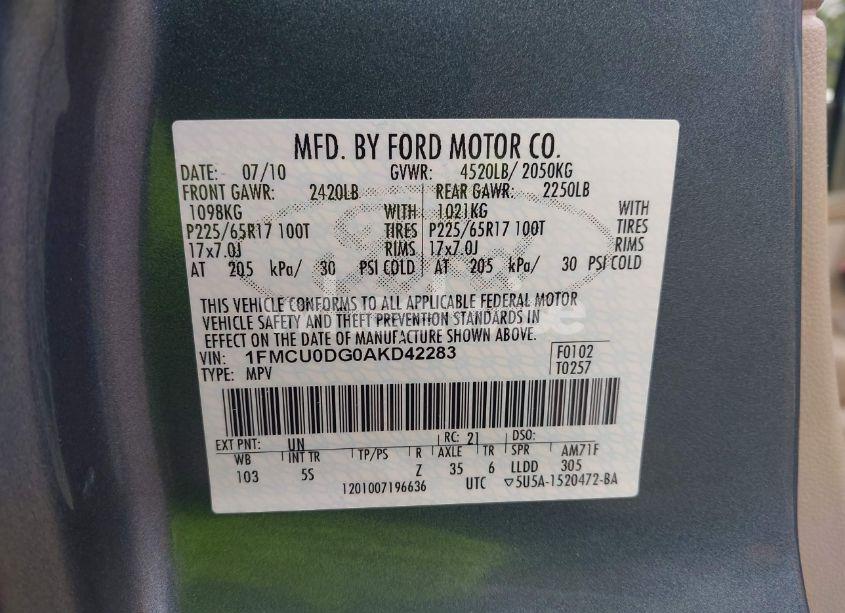 MFD. BY FORD MOTOR CO.
DATE: 07/10 GVWR: 4520LB/ 2050KG
FRONT GAWR: 2420LB REAR GAWR: 2250LB
1098KG WITH 1021KG WITH
P225/65R17 100T TIRES P225/65R17 100T TIRES
17x7.0J RIMS 17x7.0J RIMS
AT 205 kPa/ 30 PSI COLD AT 205 kPa/ 30 PSI COLD
THIS VEHICLE CONFORMS TO ALL APPLICABLE FEDERAL MOTOR
VEHICLE SAFETY AND THEFT PREVENTION STANDARDS IN
EFFECT ON THE DATE OF MANUFACTURE SHOWN ABOVE.
VIN: 1FMCU0DG0AKD42283 F0102
TYPE: MPV T0257
EXT PNT: UN RC: 21 DSO:
WB INT TR TP/PS R AXLE TR SPR AM71F
103 5S Z 35 6 LLDD 305
1201007196636 UTC ▽5U5A-1520472-BA